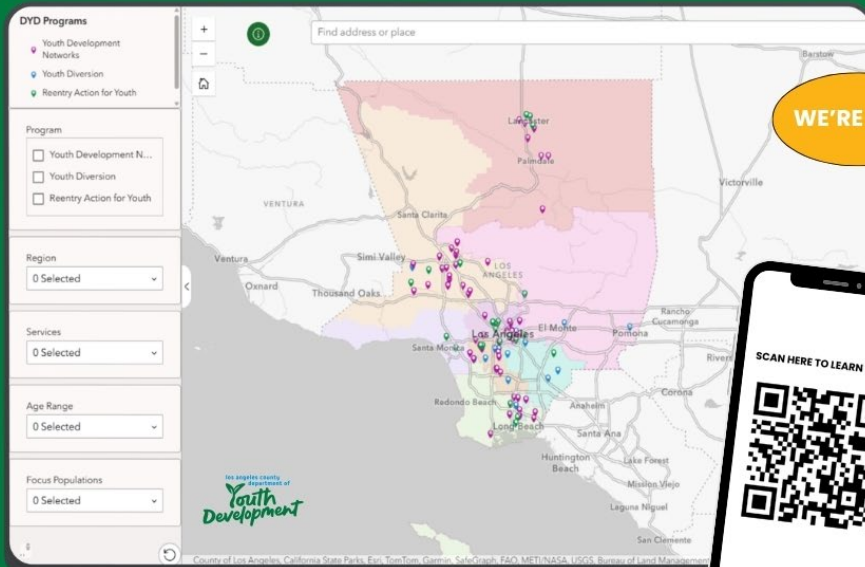 DYD Programs
Youth Development
Networks
Youth Diversion
Reentry Action for Youth
Program
Youth Development N...
Youth Diversion
Reentry Action for Youth
Region
0 Selected
Services
0 Selected
Age Range
0 Selected
Focus Populations
0 Selected
+
−
Find address or place
Barstow
WE'RE
Lancaster
Palmdale
Victorville
VENTURA
Santa Clarita
Ventura
Simi Valley
LOS
ANGELES
Oxnard
Thousand Oaks
Rancho
Cucamonga
Los Angeles
El Monte
Pomona
Santa Monica
Rivers
SCAN HERE TO LEARN
Corona
Redondo Beach
Anaheim
Long Beach
Santa Ana
Huntington
Beach
Lake Forest
Mission Viejo
Laguna Niguel
San Clemente
los angeles county
department of
Youth
Development
County of Los Angeles, California State Parks, Esri, TomTom, Garmin, SafeGraph, FAO, METI/NASA, USGS, Bureau of Land Management